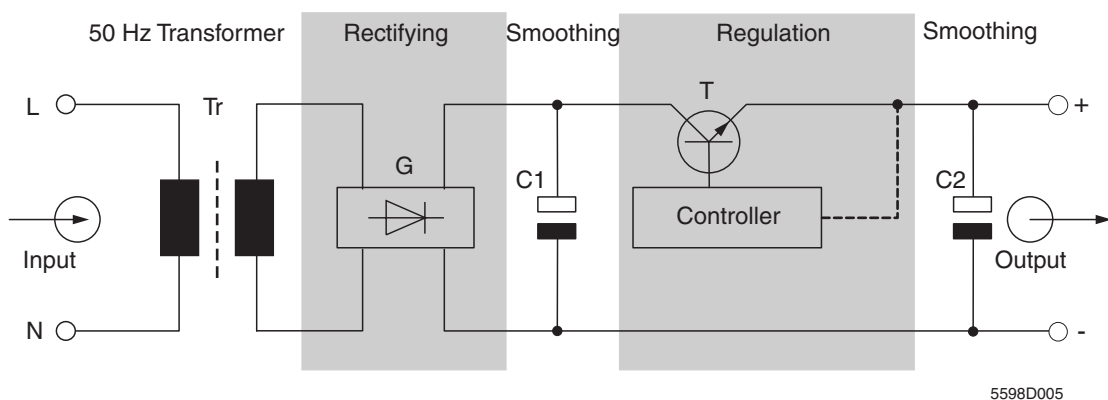 50 Hz Transformer
Rectifying
Smoothing
Regulation
Smoothing
L
Tr
T
+
G
C1
C2
Controller
Input
Output
N
-
5598D005